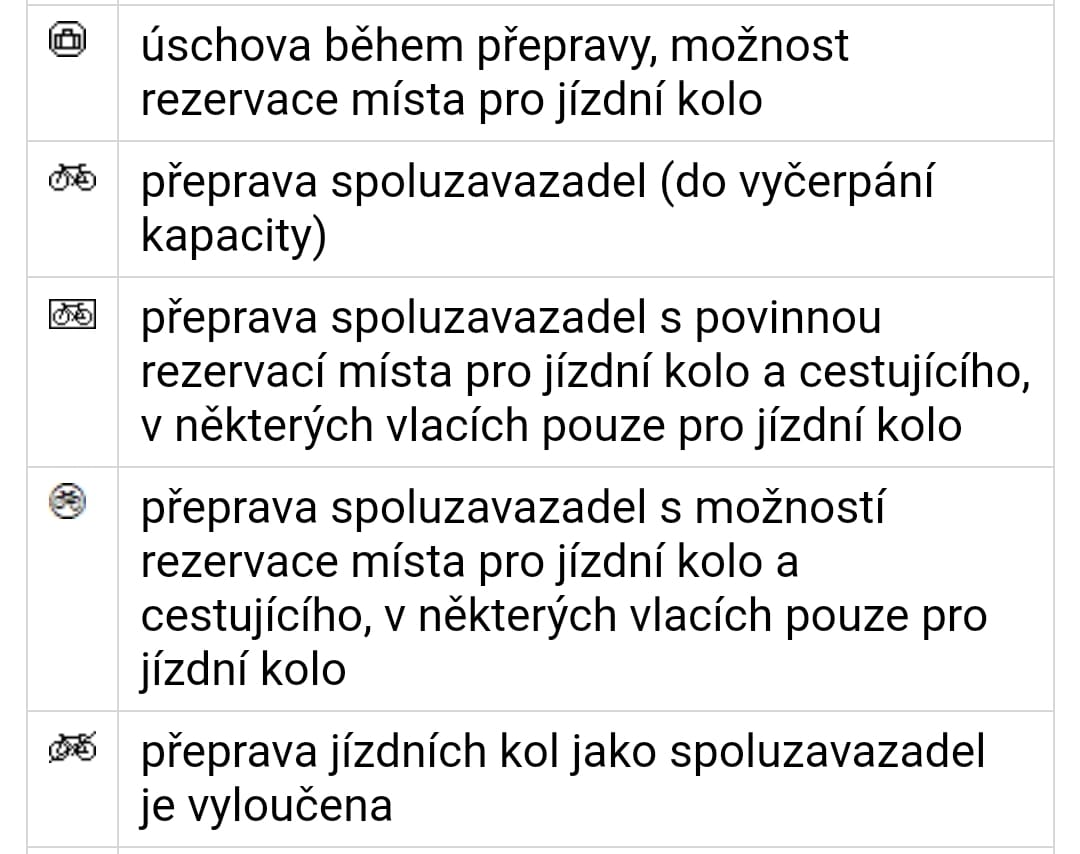 úschova během přepravy, možnost
rezervace místa pro jízdní kolo
přeprava spoluzavazadel (do vyčerpání
kapacity)
přeprava spoluzavazadel s povinnou
rezervací místa pro jízdní kolo a cestujícího,
v některých vlacích pouze pro jízdní kolo
přeprava spoluzavazadel s možností
rezervace místa pro jízdní kolo a
cestujícího, v některých vlacích pouze pro
jízdní kolo
přeprava jízdních kol jako spoluzavazadel
je vyloučena